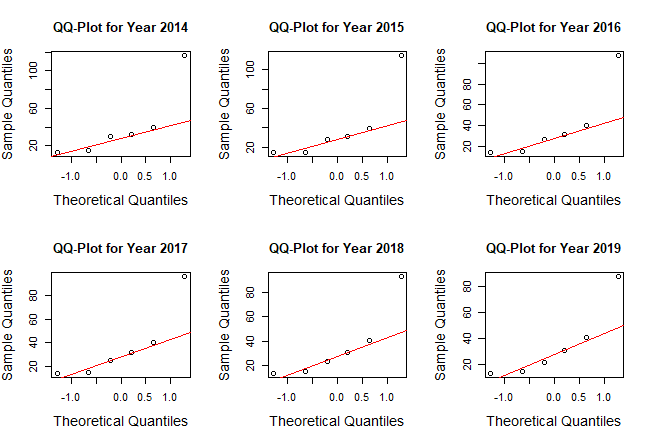 QQ-Plot for Year 2014 QQ-Plot for Year 2015 QQ-Plot for Year 2016
Sample Quantiles Sample Quantiles Sample Quantiles
100 100
60 60 80
20 20 40
-1.0 0.0 0.5 1.0 -1.0 0.0 0.5 1.0 -1.0 0.0 0.5 1.0
Theoretical Quantiles Theoretical Quantiles Theoretical Quantiles
QQ-Plot for Year 2017 QQ-Plot for Year 2018 QQ-Plot for Year 2019
Sample Quantiles Sample Quantiles Sample Quantiles
80 80 80
60 60 60
40 40 40
20 20 20
-1.0 0.0 0.5 1.0 -1.0 0.0 0.5 1.0 -1.0 0.0 0.5 1.0
Theoretical Quantiles Theoretical Quantiles Theoretical Quantiles